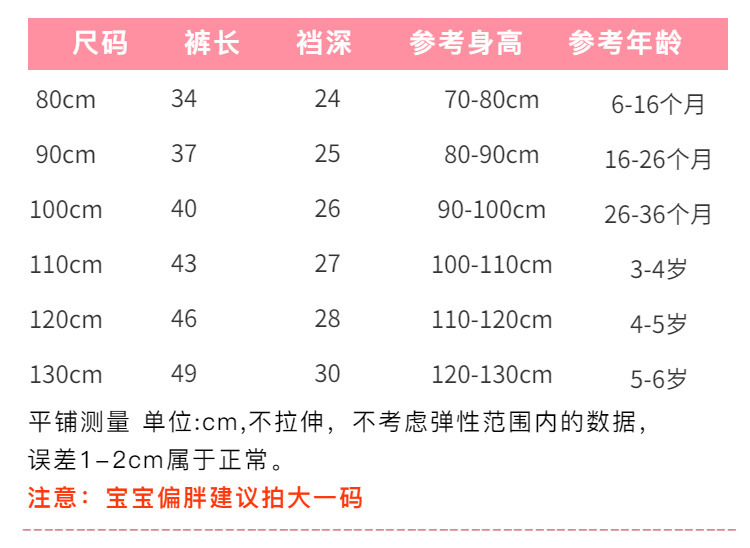 尺码 裤长 裆深 参考身高 参考年龄
80cm 34 24 70-80cm 6-16个月
90cm 37 25 80-90cm 16-26个月
100cm 40 26 90-100cm 26-36个月
110cm 43 27 100-110cm 3-4岁
120cm 46 28 110-120cm 4-5岁
130cm 49 30 120-130cm 5-6岁
平铺测量 单位:cm,不拉伸，不考虑弹性范围内的数据，
误差1-2cm属于正常。
注意：宝宝偏胖建议拍大一码